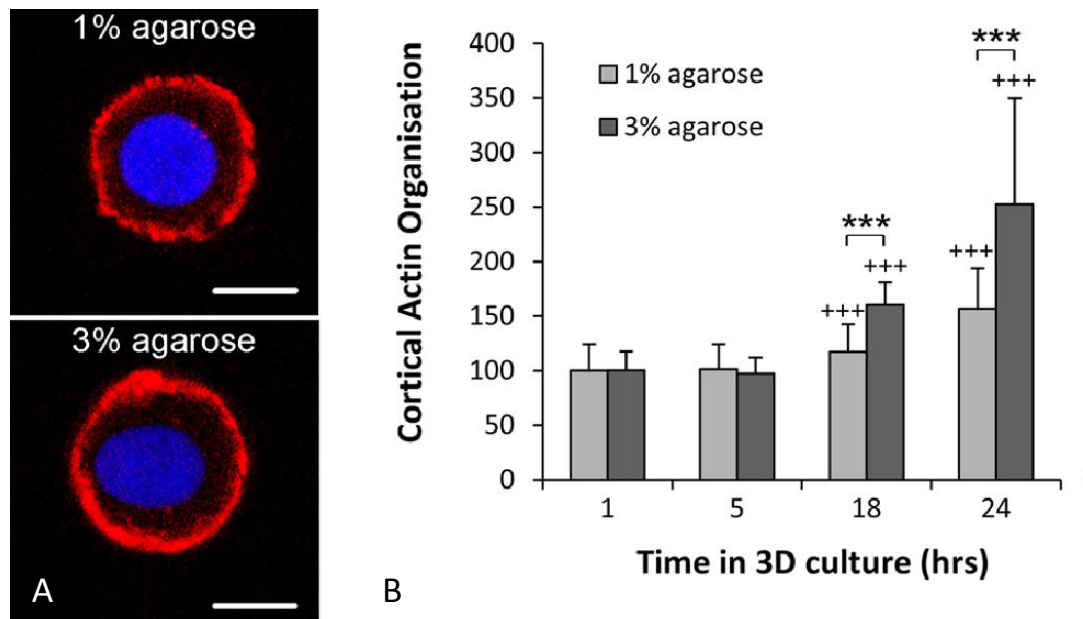 1% agarose
3% agarose
A
Cortical Actin Organisation
400
350
300
250
200
150
100
50
0
1% agarose
3% agarose
***
+++
+++
***
+++
+++
1
5
18
24
Time in 3D culture (hrs)
B